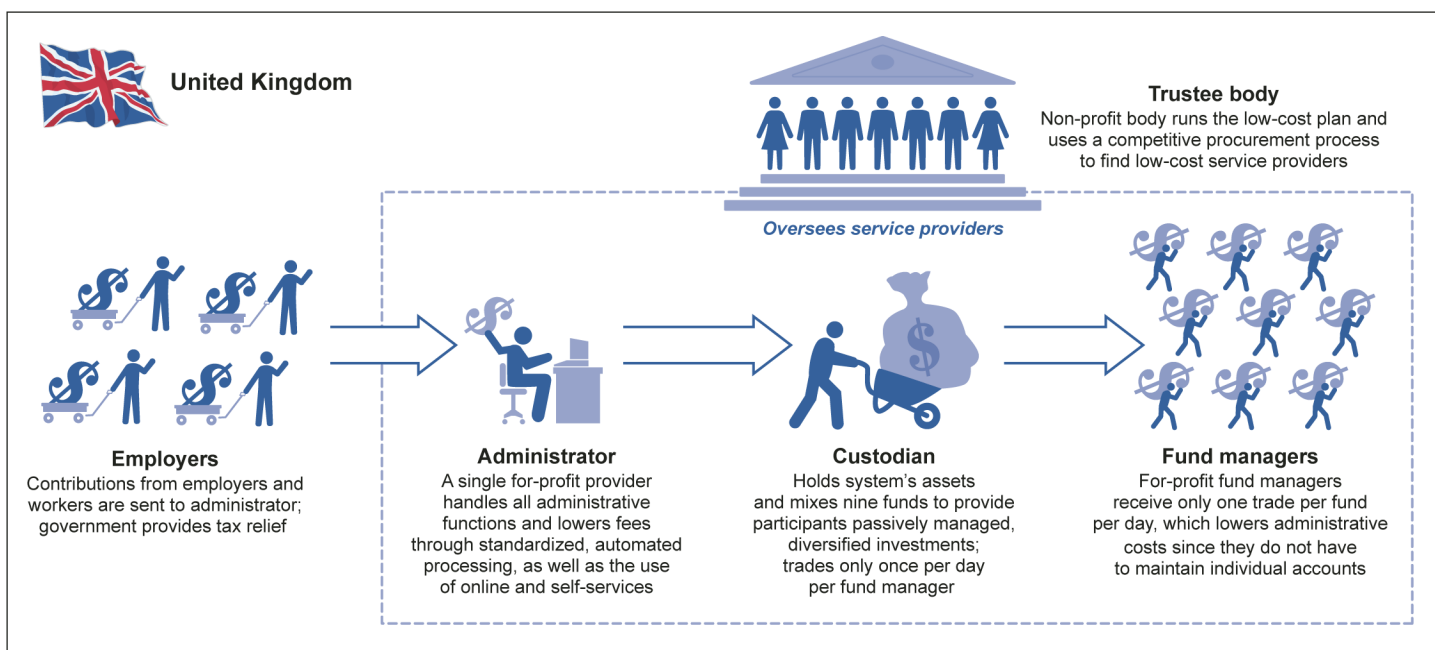 United Kingdom
Trustee body
Non-profit body runs the low-cost plan and
uses a competitive procurement process
to find low-cost service providers
Oversees service providers
Employers
Contributions from employers and
workers are sent to administrator;
government provides tax relief
Administrator
A single for-profit provider
handles all administrative
functions and lowers fees
through standardized, automated
processing, as well as the use
of online and self-services
Custodian
Holds system's assets
and mixes nine funds to provide
participants passively managed,
diversified investments;
trades only once per day
per fund manager
Fund managers
For-profit fund managers
receive only one trade per fund
per day, which lowers administrative
costs since they do not have
to maintain individual accounts